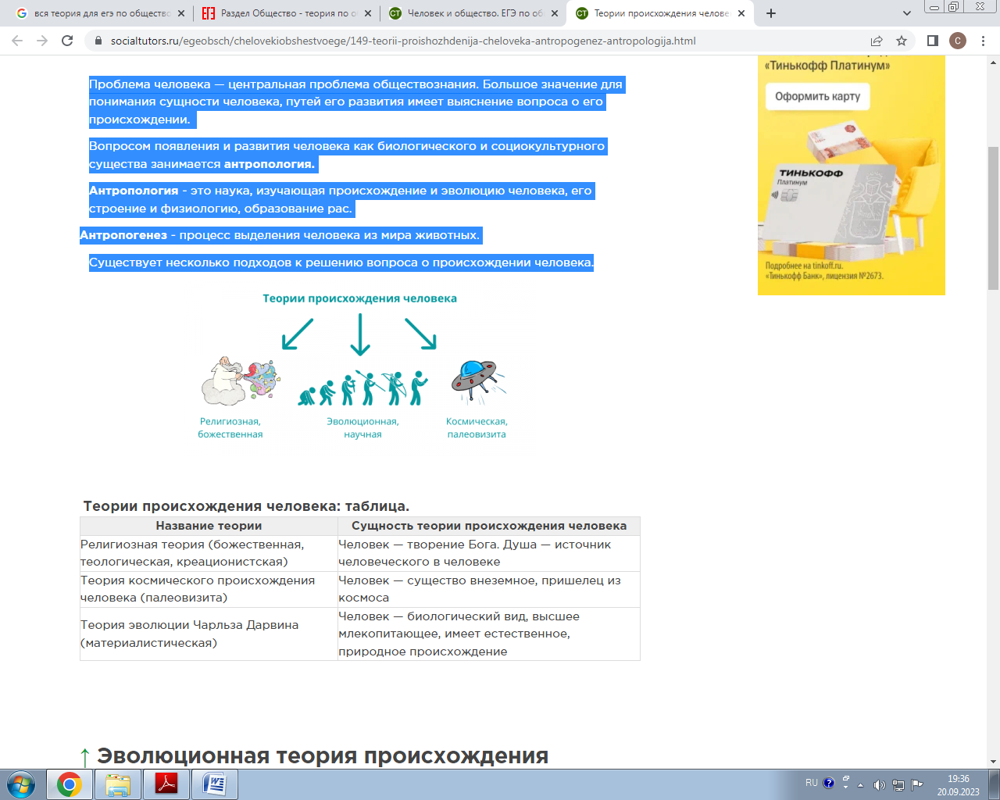 вся теория для егэ по общество
Раздел Общество - теория по о
Человек и общество. ЕГЭ по об
Теории происхождения челове
socialtutors.ru/egeobsch/chelovekiobshestvoege/149-teorii-proishozhdenija-cheloveka-antropogenez-antropologija.html
C
Проблема человека — центральная проблема обществознания. Большое значение для
понимания сущности человека, путей его развития имеет выяснение вопроса о его
происхождении.
Вопросом появления и развития человека как биологического и социокультурного
существа занимается антропология.
Антропология - это наука, изучающая происхождение и эволюцию человека, его
строение и физиологию, образование рас.
Антропогенез - процесс выделения человека из мира животных.
Существует несколько подходов к решению вопроса о происхождении человека.
Теории происхождения человека
Религиозная,
божественная
Эволюционная,
научная
Космическая,
палеовизита
Теории происхождения человека: таблица.
Название теории
Сущность теории происхождения человека
Религиозная теория (божественная,
теологическая, креационистская)
Человек — творение Бога. Душа — источник
человеческого в человеке
Теория космического происхождения
человека (палеовизита)
Человек — существо внеземное, пришелец из
космоса
Теория эволюции Чарльза Дарвина
(материалистическая)
Человек — биологический вид, высшее
млекопитающее, имеет естественное,
природное происхождение
↑ Эволюционная теория происхождения
«Тинькофф Платинум»
Оформить карту
ТИНЬКОФФ
Платинум
Подробнее на tinkoff.ru.
«Тинькофф Банк», лицензия №2673.
RU
19:36
20.09.2023